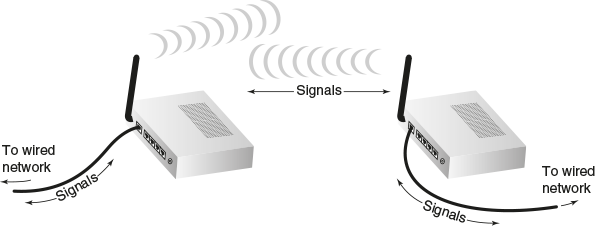 Signals
To wired
network
Signals
To wired
network
Signals